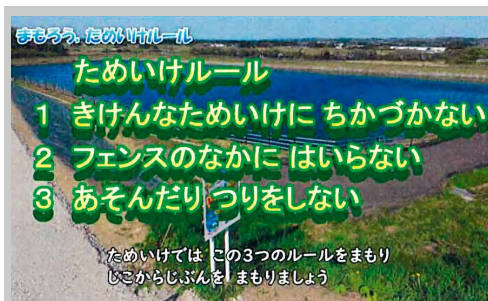 まもろう、ためいけルール
ためいけルール
1 きけんなためいけに ちかづかない
2 フェンスのなかに はいらない
3 あそんだり つりをしない
ためいけでは この3つのルールをまもり
じこからじぶんを まもりましょう